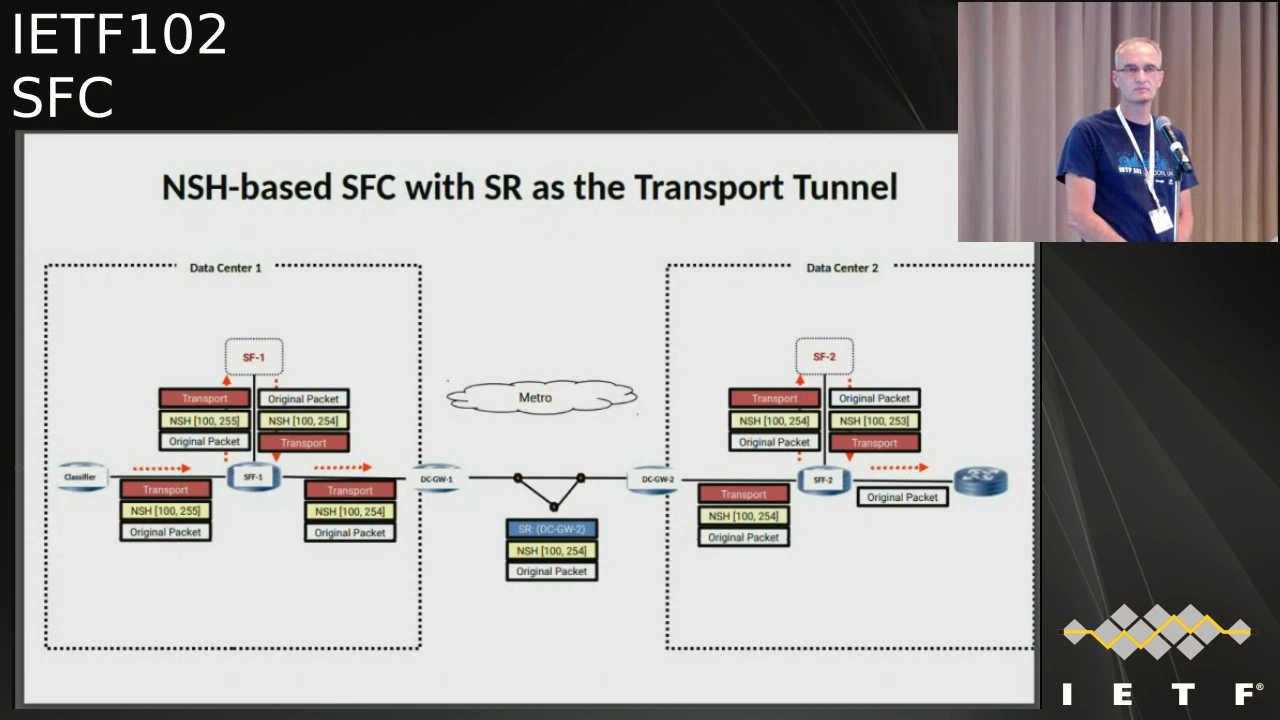 IETF102
SFC
NSH-based SFC with SR as the Transport Tunnel
Data Center 1
Data Center 2
SF-1
SF-2
Transport
NSH [100, 255]
Original Packet
Original Packet
NSH [100, 254]
Transport
Metro
Transport
NSH [100, 254]
Original Packet
Original Packet
NSH [100, 253]
Transport
Classifier
SFF-1
DC-GW-1
DC-GW-2
SFF-2
Transport
NSH [100, 255]
Original Packet
Transport
NSH [100, 254]
Original Packet
SR: (DC-GW-2)
NSH [100, 254]
Original Packet
Transport
NSH [100, 254]
Original Packet
Original Packet
IETF 101
I E T F®